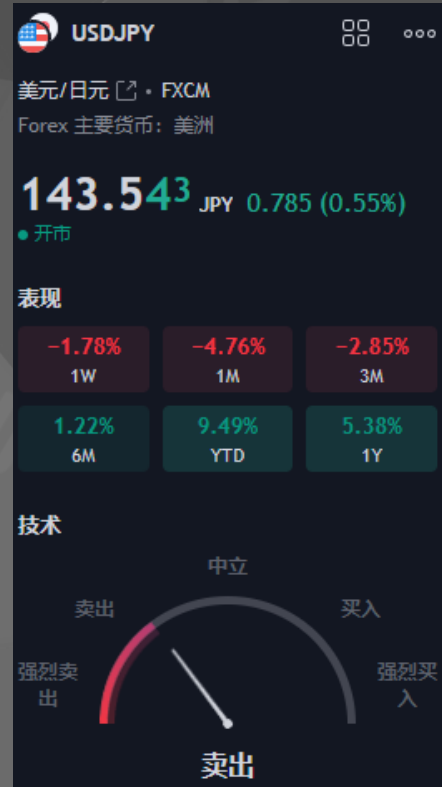 USDJPY
美元/日元 • FXCM
Forex 主要货币：美洲
143.543 JPY 0.785 (0.55%)
开市
表现
−1.78% −4.76% −2.85%
1W 1M 3M
1.22% 9.49% 5.38%
6M YTD 1Y
技术
中立
卖出 买入
强烈卖 强烈买
出 入
卖出